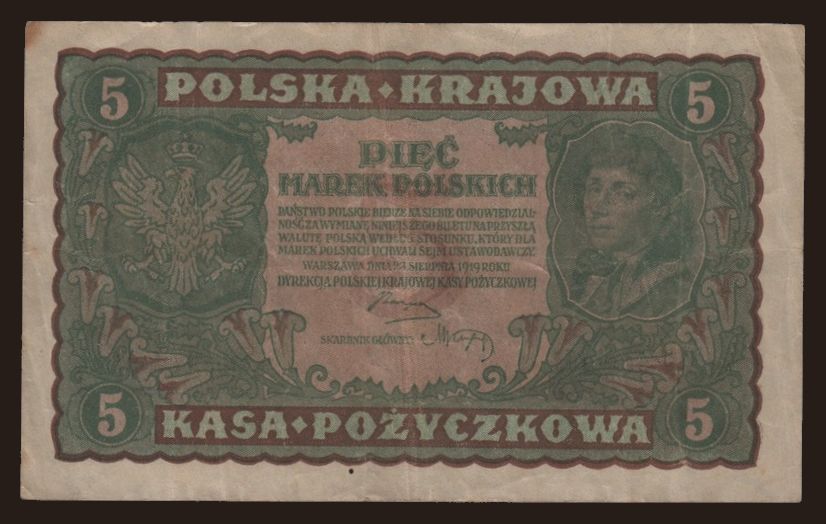 5 POLSKA • KRAJOWA 5
PIĘĆ
MAREK POLSKICH
PAŃSTWO POLSKIE BIERZE NA SIEBIE ODPOWIEDZIAL-
NOŚĆ ZA WYMIANĘ NINIEJSZEGO BILETU NA PRZYSZŁĄ
WALUTĘ POLSKĄ WEDŁUG STOSUNKU, KTÓRY DLA
MAREK POLSKICH UCHWALI SEJM USTAWODAWCZY
WARSZAWA DNIA 23 SIERPNIA 1919 ROKU
DYREKCJA POLSKIEJ KRAJOWEJ KASY POŻYCZKOWEJ
SKARBNIK GŁÓWNY:
5 KASA • POŻYCZKOWA 5